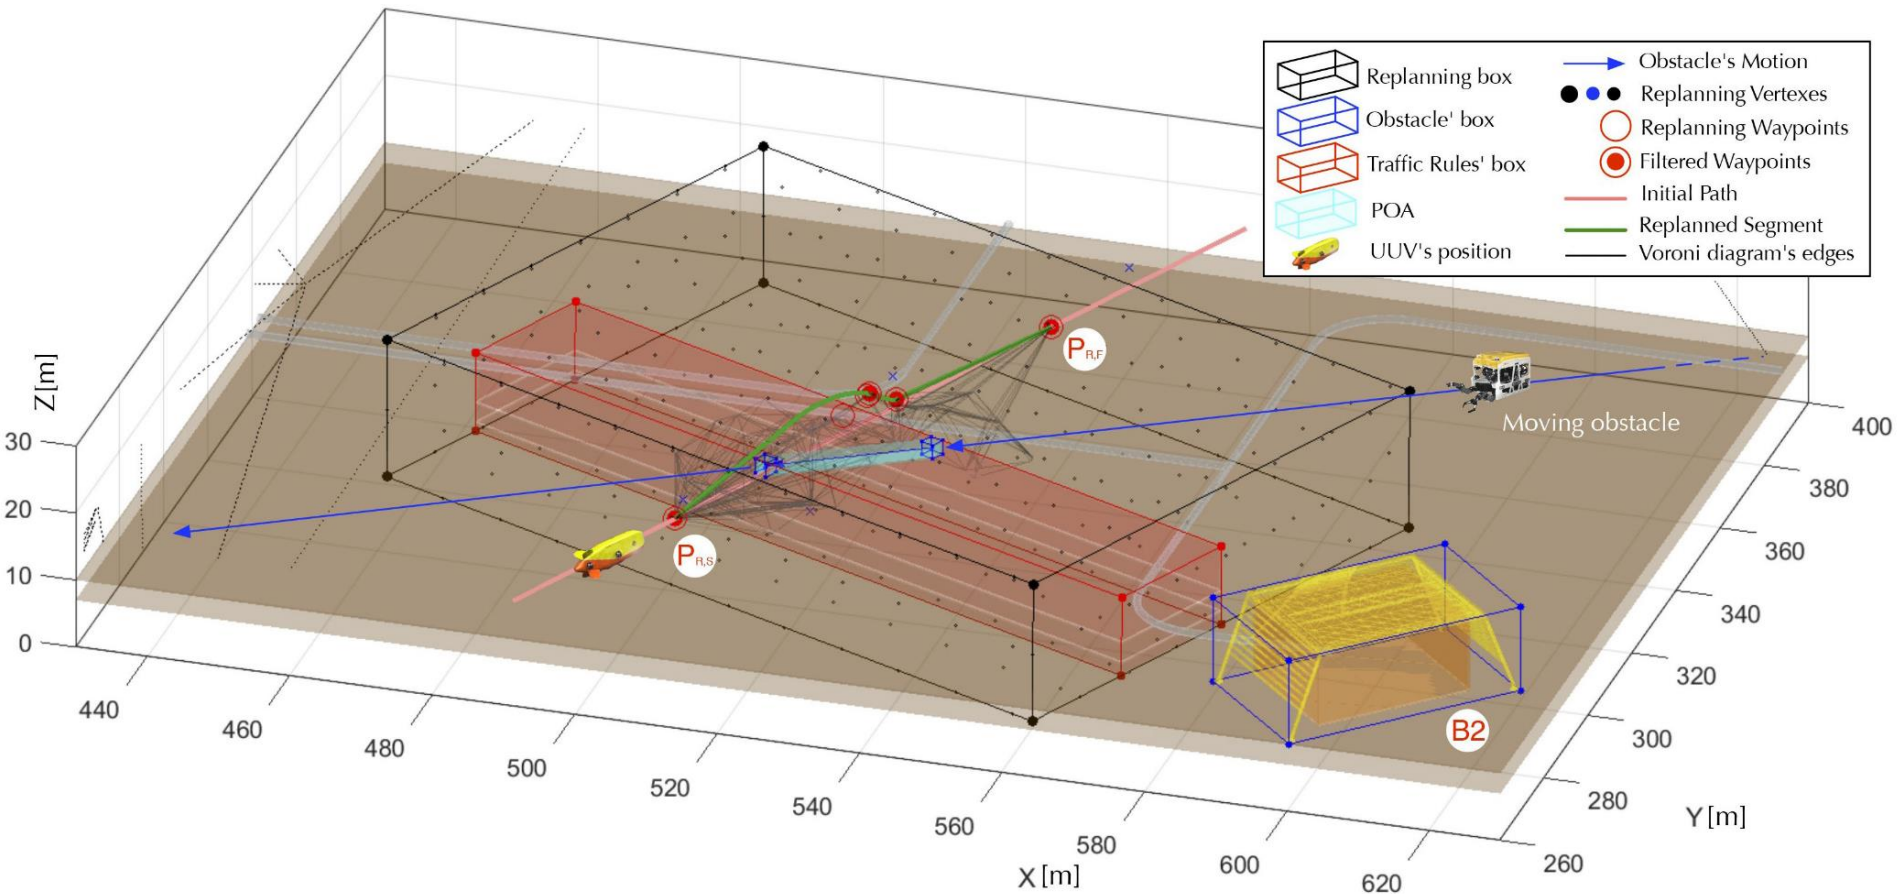 Replanning box
Obstacle' box
Traffic Rules' box
POA
UUV's position
Obstacle's Motion
Replanning Vertexes
Replanning Waypoints
Filtered Waypoints
Initial Path
Replanned Segment
Voroni diagram's edges
P R,F
Moving obstacle
P R,S
B2
Z[m]
30
20
10
0
440
460
480
500
520
540
560
580
600
620
X [m]
400
380
360
340
320
300
280
260
Y [m]